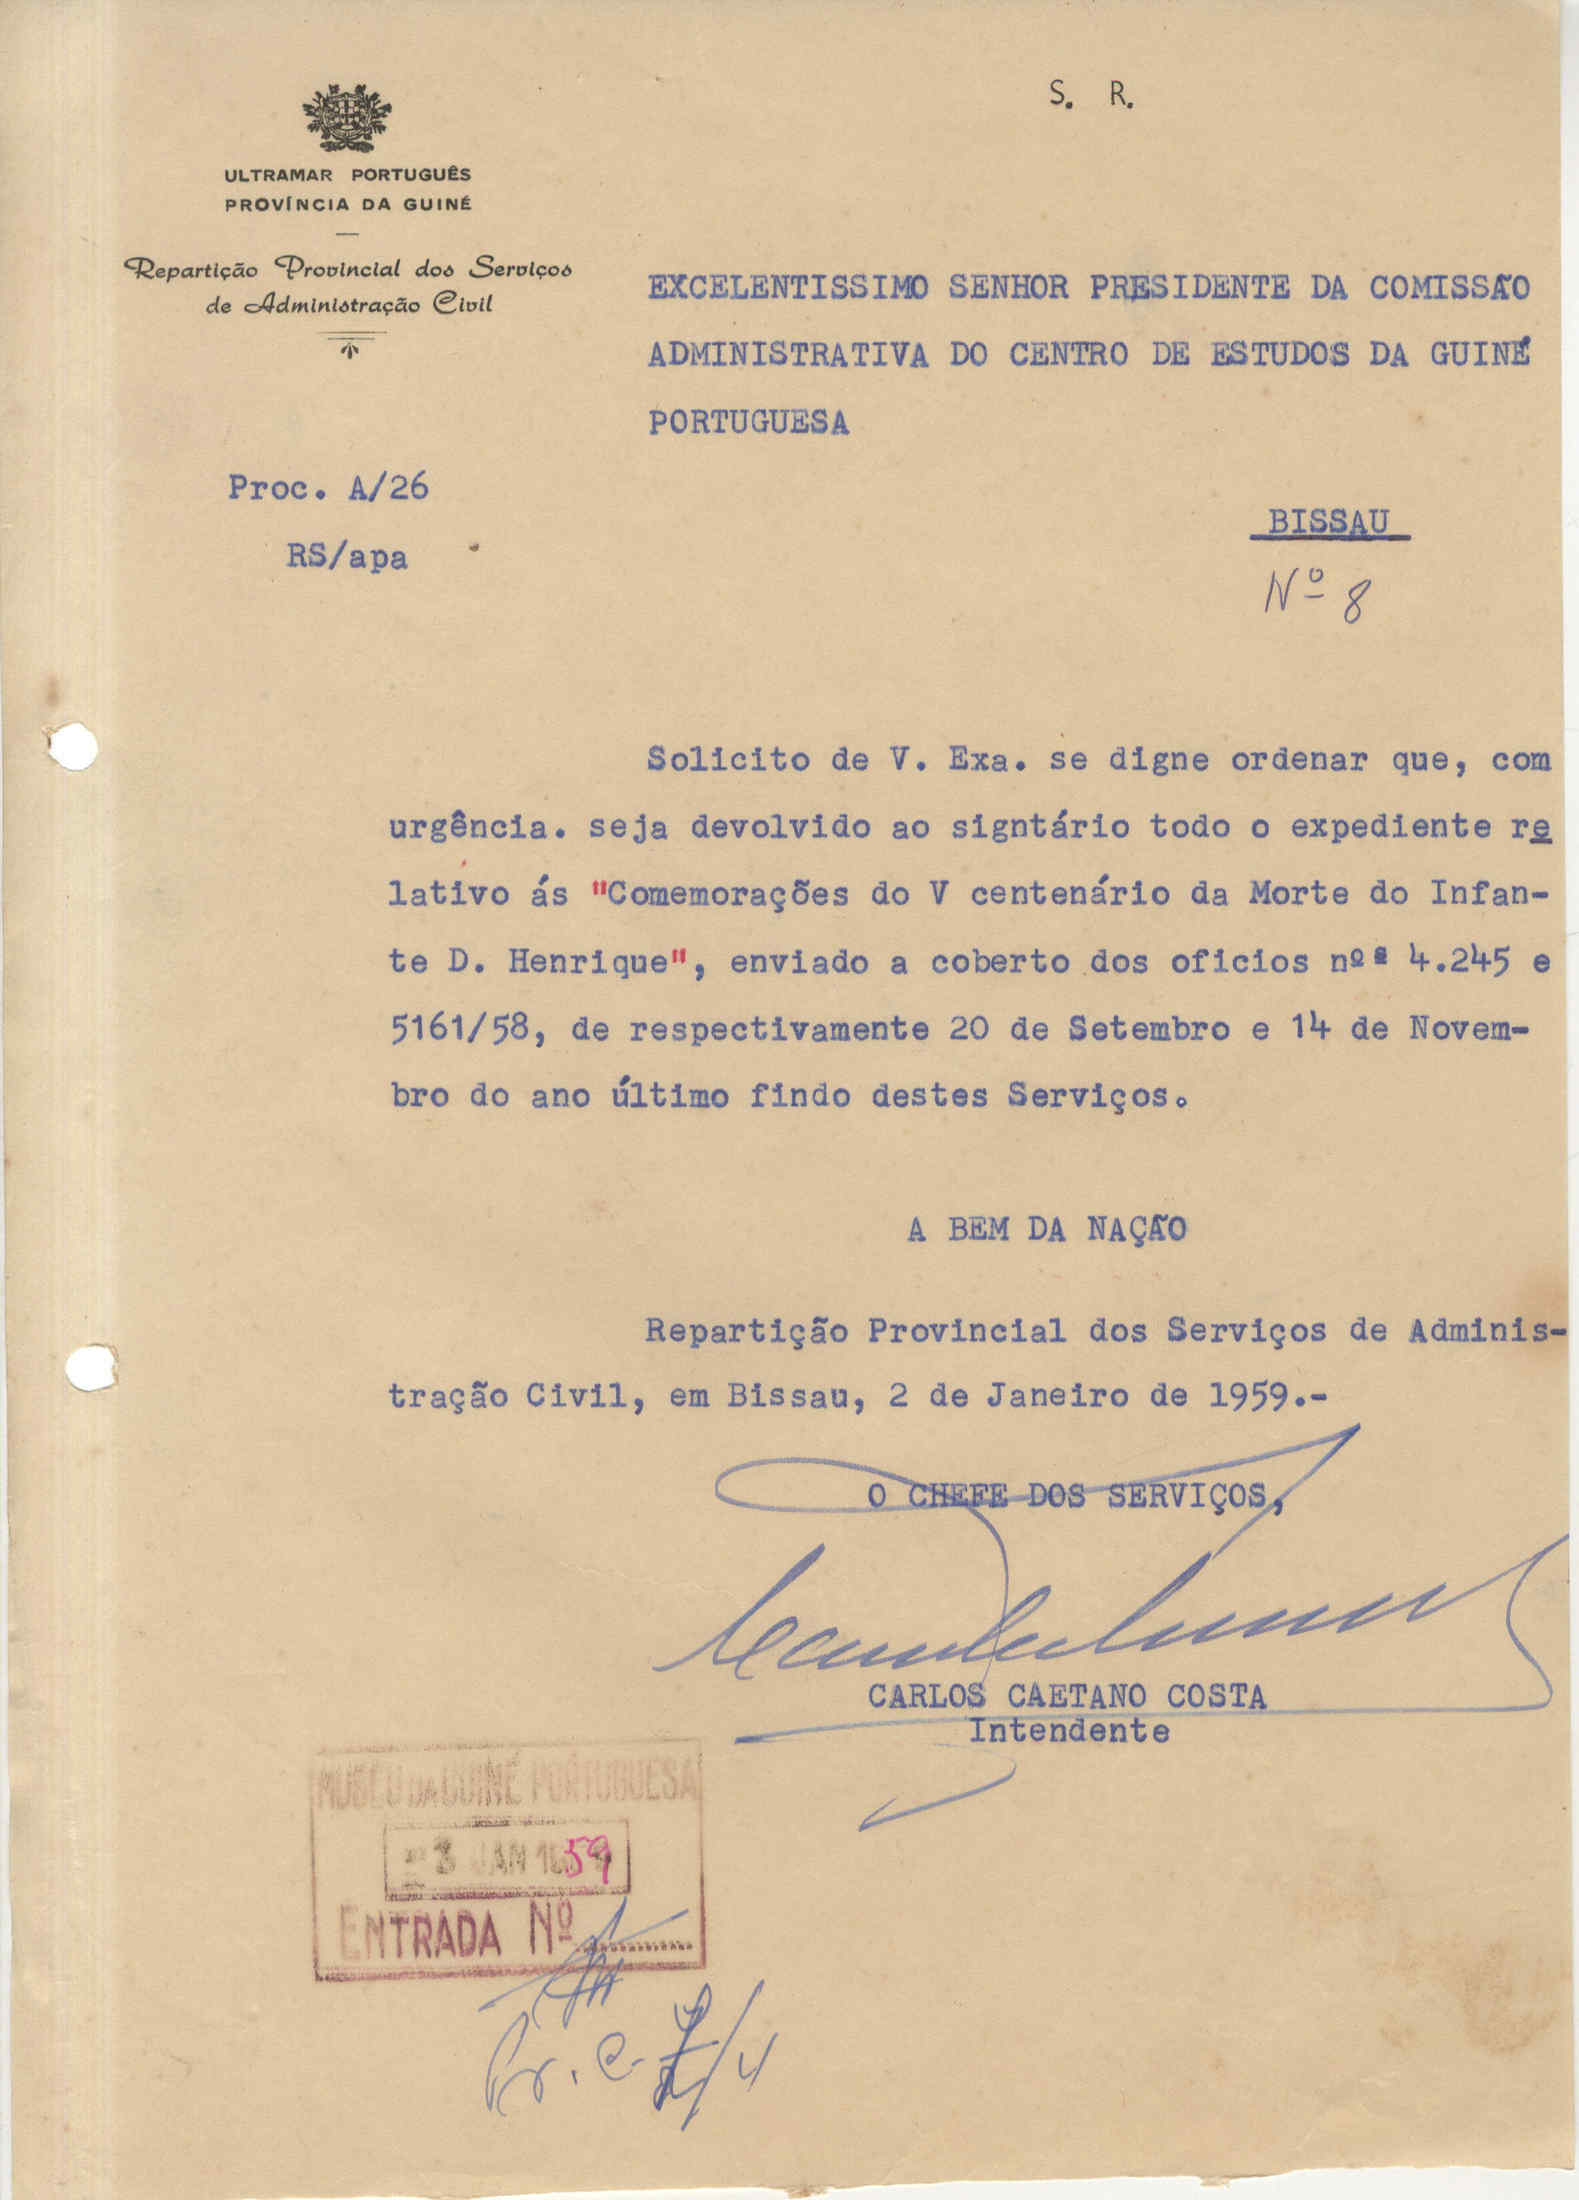 S. R.
ULTRAMAR PORTUGUÊS
PROVÍNCIA DA GUINÉ
Repartição Provincial dos Serviços
de Administração Civil
EXCELENTISSIMO SENHOR PRESIDENTE DA COMISSÃO
ADMINISTRATIVA DO CENTRO DE ESTUDOS DA GUINÉ
PORTUGUESA
Proc. A/26
RS/apa
BISSAU
Nº 8
Solicito de V. Exa. se digne ordenar que, com
urgência. seja devolvido ao signtário todo o expediente re
lativo ás "Comemorações do V centenário da Morte do Infan-
te D. Henrique", enviado a coberto dos oficios nºs 4.245 e
5161/58, de respectivamente 20 de Setembro e 14 de Novem-
bro do ano último findo destes Serviços.
A BEM DA NAÇÃO
Repartição Provincial dos Serviços de Adminis-
tração Civil, em Bissau, 2 de Janeiro de 1959.-
O CHEFE DOS SERVIÇOS,
CARLOS CAETANO COSTA
Intendente
MUSEU DA GUINÉ PORTUGUESA
3 JAN 1959
ENTRADA Nº